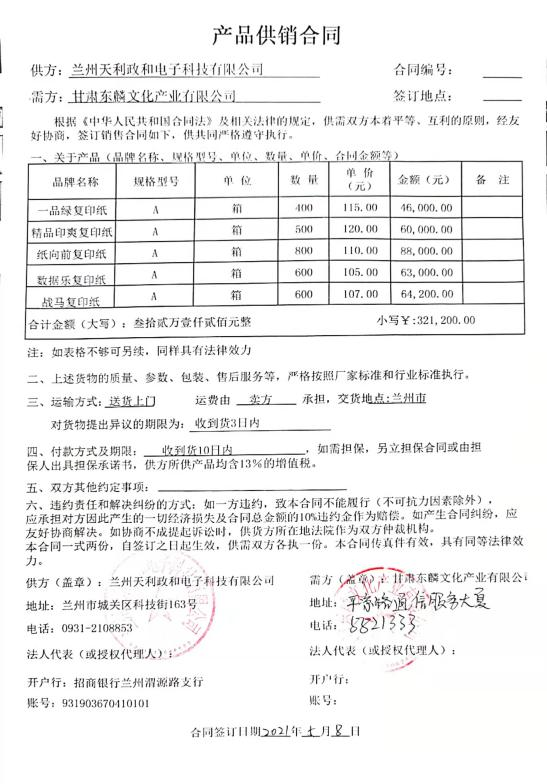 产品供销合同
供方：兰州天利政和电子科技有限公司 合同编号：
需方：甘肃东麟文化产业有限公司 签订地点：
根据《中华人民共和国合同法》及相关法律的规定，供需双方本着平等、互利的原则，经友
好协商，签订销售合同如下，供共同严格遵守执行。
一、关于产品（品牌名称、规格型号、单位、数量、单价、合同金额等）
品牌名称 规格型号 单 位 数 量 单 价（元） 金额（元） 备 注
一品绿复印纸 A 箱 400 115.00 46,000.00
精品印爽复印纸 A 箱 500 120.00 60,000.00
纸向前复印纸 A 箱 800 110.00 88,000.00
数据乐复印纸 A 箱 600 105.00 63,000.00
战马复印纸 A 箱 600 107.00 64,200.00
合计金额（大写）：叁拾贰万壹仟贰佰元整 小写￥:321,200.00
注：如表格不够可另续，同样具有法律效力
二、上述货物的质量、参数、包装、售后服务等，严格按照厂家标准和行业标准执行。
三、运输方式：送货上门 运费由 卖方 承担，交货地点:兰州市
对货物提出异议的期限为：收到货3日内
四、付款方式及期限： 收到货10日内 ，如需担保，另立担保合同或由担
保人出具担保承诺书，供方所供产品均含13%的增值税。
五、双方其他约定事项：
六、违约责任和解决纠纷的方式：如一方违约，致本合同不能履行（不可抗力因素除外），
应承担对方因此产生的一切经济损失及合同总金额的10%违约金作为赔偿。如产生合同纠纷，应
友好协商解决。如协商不成提起诉讼时，供货方所在地法院作为双方仲裁机构。
本合同一式两份，自签订之日起生效，供需双方各执一份。本合同传真件有效，具有同等法律效
力。
供方（盖章）：兰州天利政和电子科技有限公司 需方（盖章）：甘肃东麟文化产业有限公
地址：兰州市城关区科技街163号 地址：平凉路通信服务大厦
电话：0931-2108853 电话：8821333
法人代表（或授权代理人）： 法人代表（或授权代理人）：
开户行：招商银行兰州渭源路支行 开户行：
账号：931903670410101 账号：
合同签订日期2021年七月8日